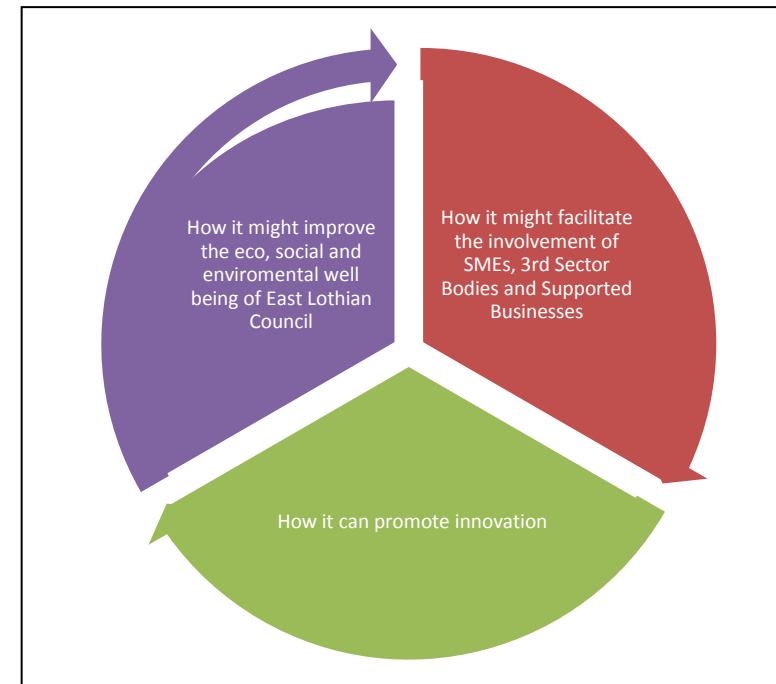 How it might improve
the eco, social and
enviromental well
being of East Lothian
Council
How it might facilitate
the involvement of
SMEs, 3rd Sector
Bodies and Supported
Businesses
How it can promote innovation